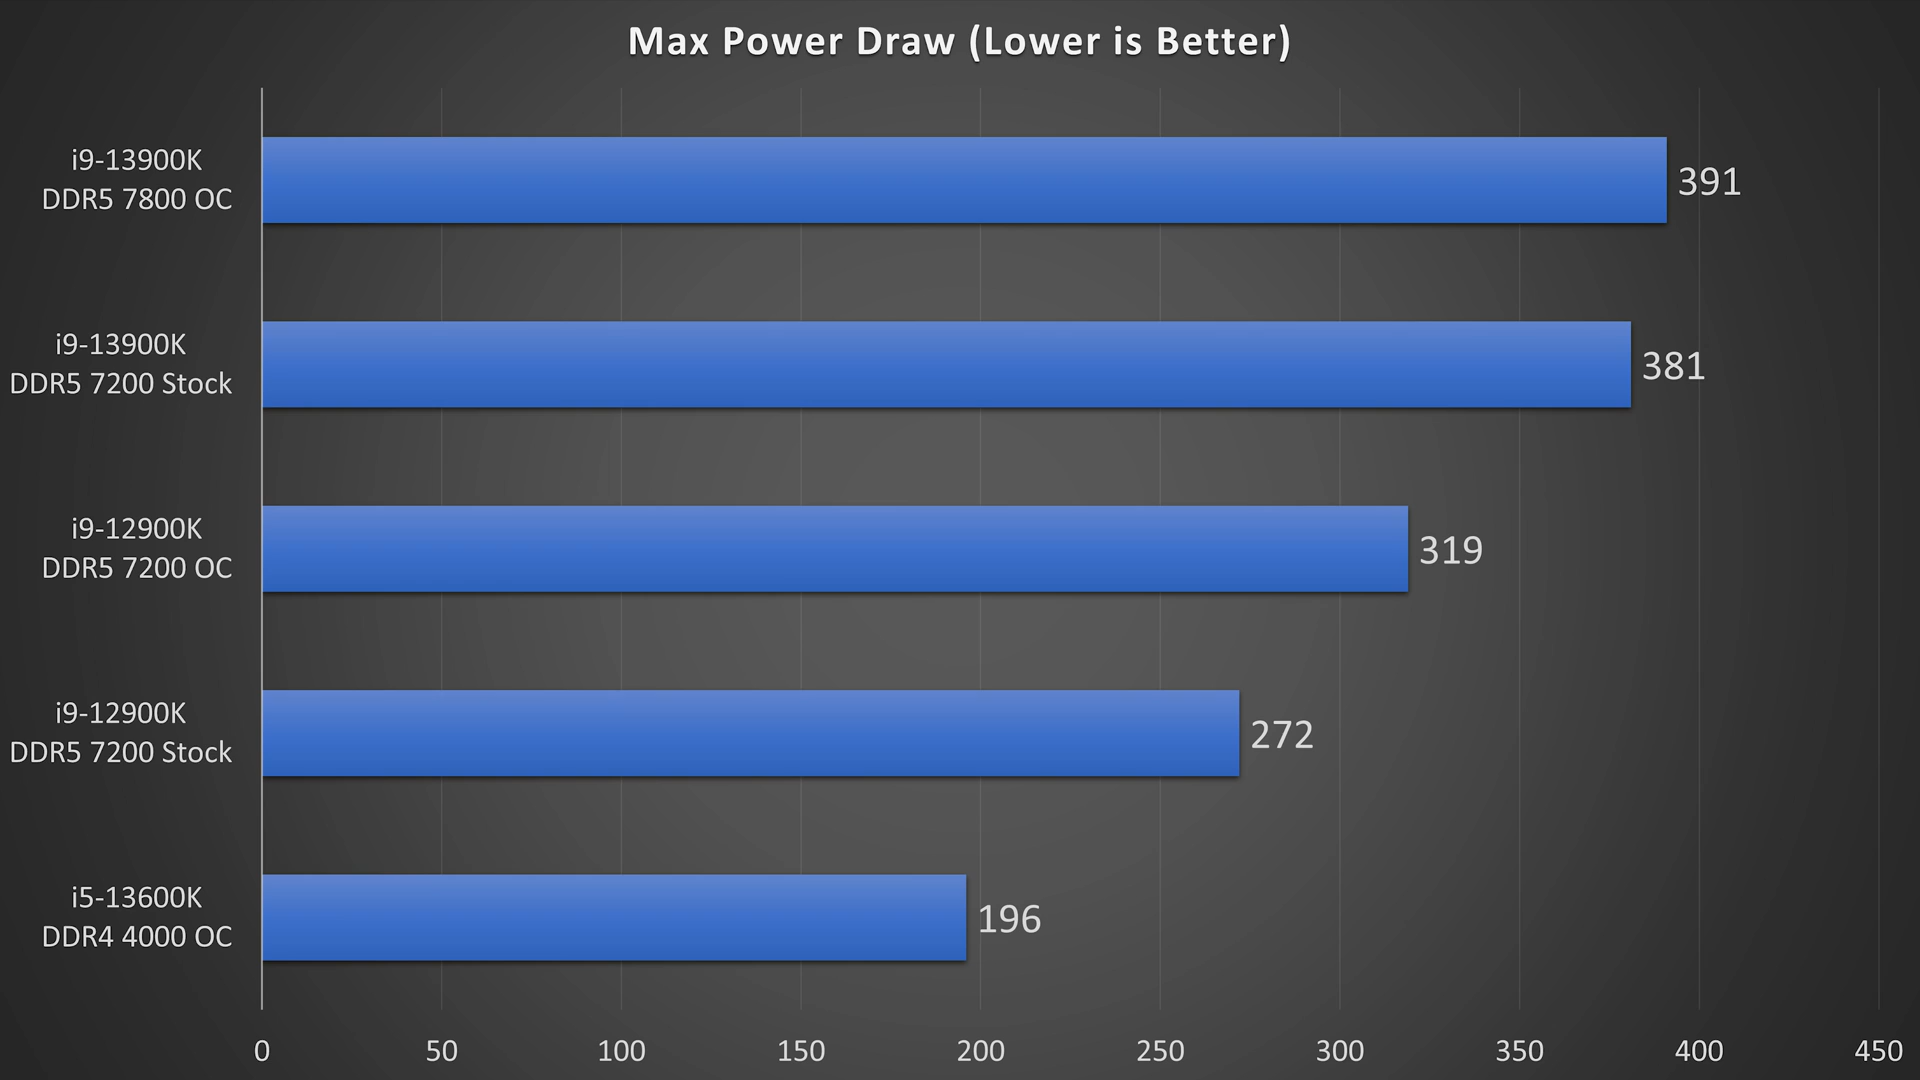 Max Power Draw (Lower is Better)
i9-13900K
DDR5 7800 OC
391
i9-13900K
DDR5 7200 Stock
381
i9-12900K
DDR5 7200 OC
319
i9-12900K
DDR5 7200 Stock
272
i5-13600K
DDR4 4000 OC
196
0 50 100 150 200 250 300 350 400 450